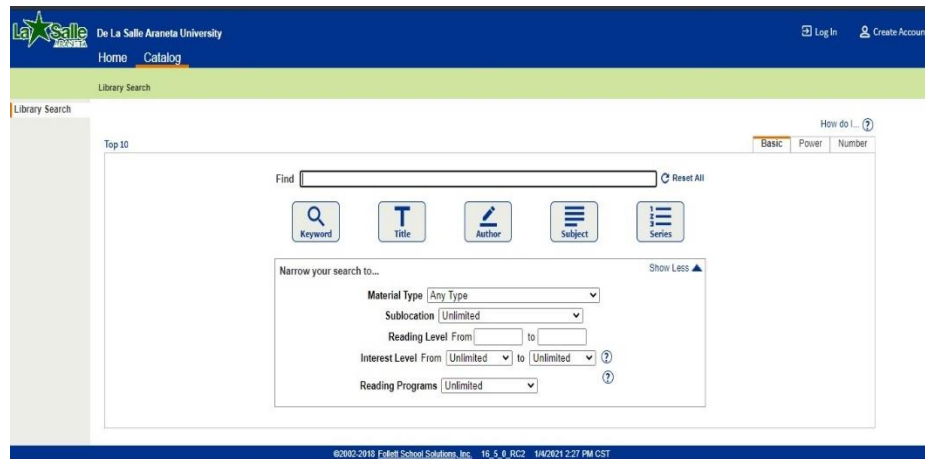 La Salle
ARANETA
De La Salle Araneta University
Log In
Create Accoun
Home Catalog
Library Search
Library Search
How do I... ?
Top 10
Basic Power Number
Find
Reset All
Keyword Title Author Subject Series
Narrow your search to...
Show Less
Material Type Any Type
Sublocation Unlimited
Reading Level From to
Interest Level From Unlimited to Unlimited ?
?
Reading Programs Unlimited
©2002-2018 Follett School Solutions, Inc. 16_5_0_RC2 1/4/2021 2:27 PM CST